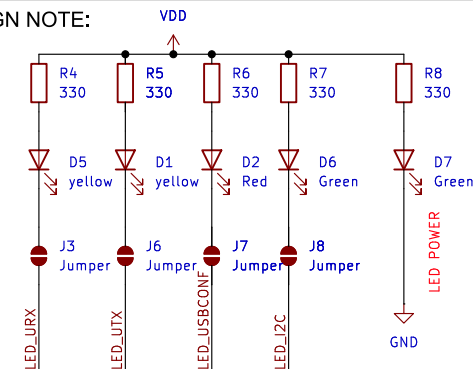 GN NOTE:
VDD
R4
330
R5
330
R6
330
R7
330
R8
330
D5
yellow
D1
yellow
D2
Red
D6
Green
D7
Green
J3
Jumper
J6
Jumper
J7
Jumper
J8
Jumper
LED POWER
LED_URX
LED_UTX
LED_USBCONF
LED_I2C
GND